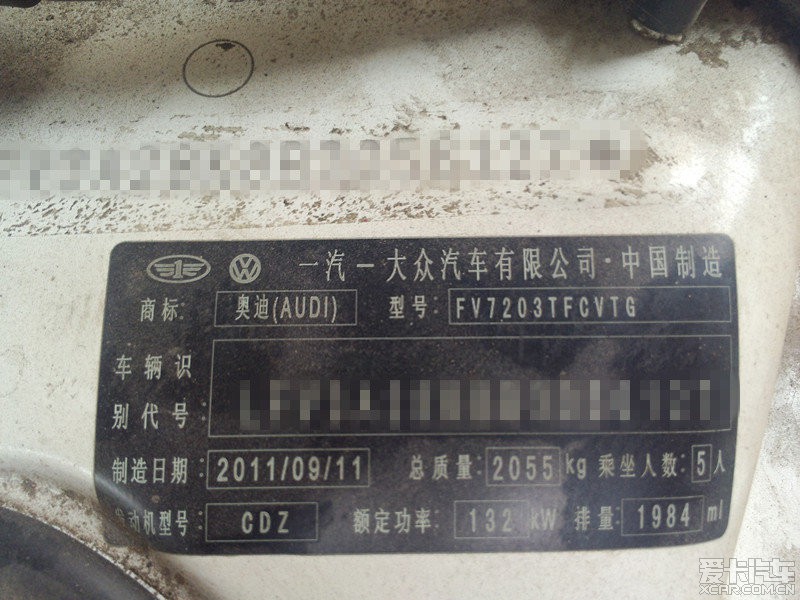 一汽一大众汽车有限公司·中国制造
商标: 奥迪(AUDI) 型号: FV7203TFCVTG
车辆识
别代号:
制造日期: 2011/09/11 总质量: 2055 kg 乘坐人数: 5 人
发动机型号: CDZ 额定功率: 132 kW 排量: 1984 ml
爱卡汽车
XCAR.COM.CN